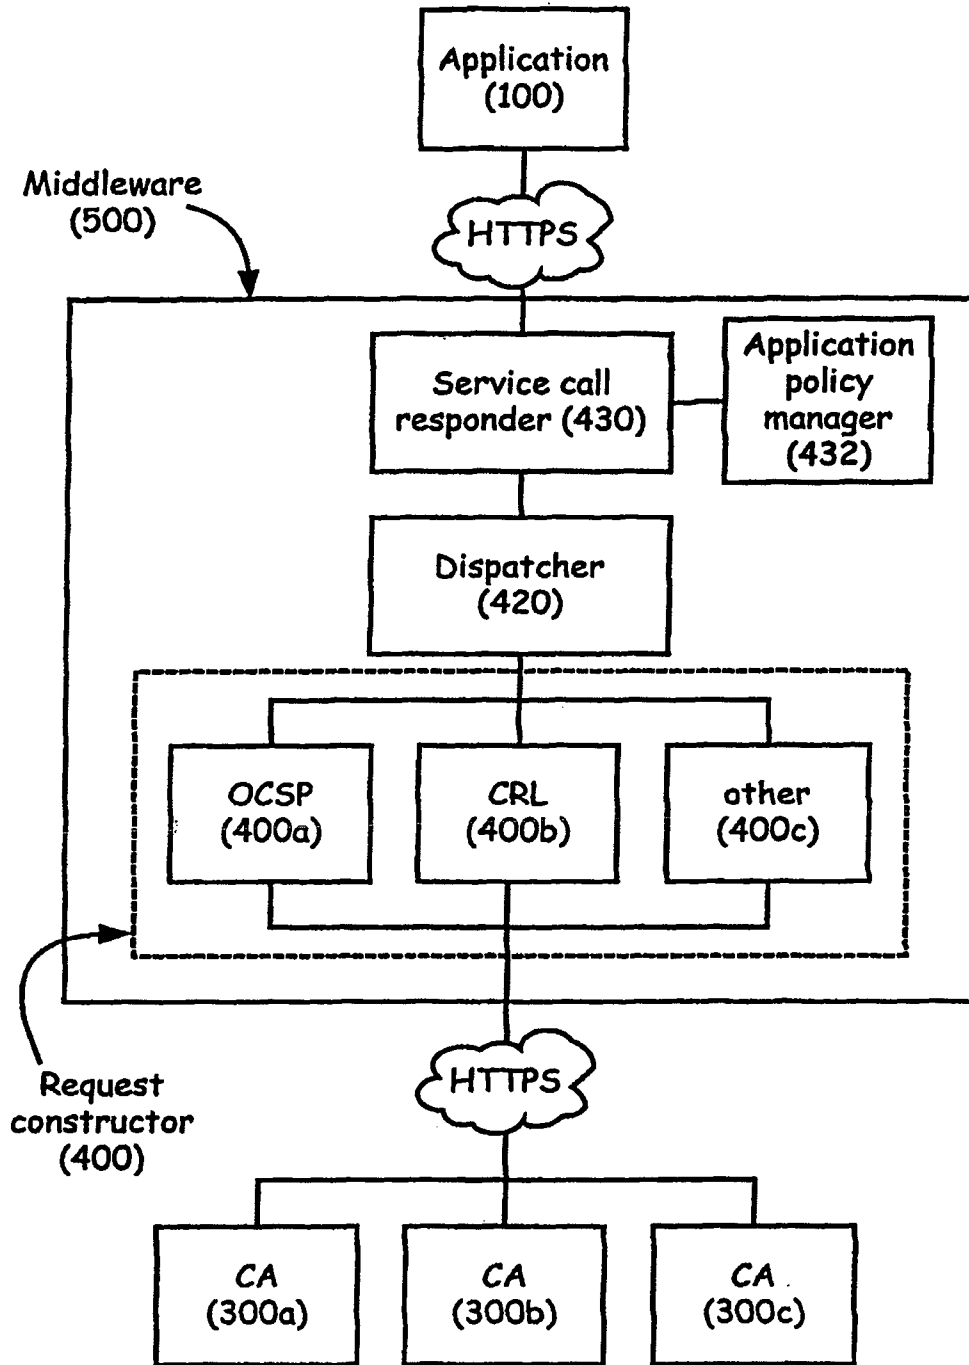 Application
(100)
Middleware
(500)
HTTPS
Service call
responder (430)
Application
policy
manager
(432)
Dispatcher
(420)
OCSP
(400a)
CRL
(400b)
other
(400c)
Request
constructor
(400)
HTTPS
CA
(300a)
CA
(300b)
CA
(300c)